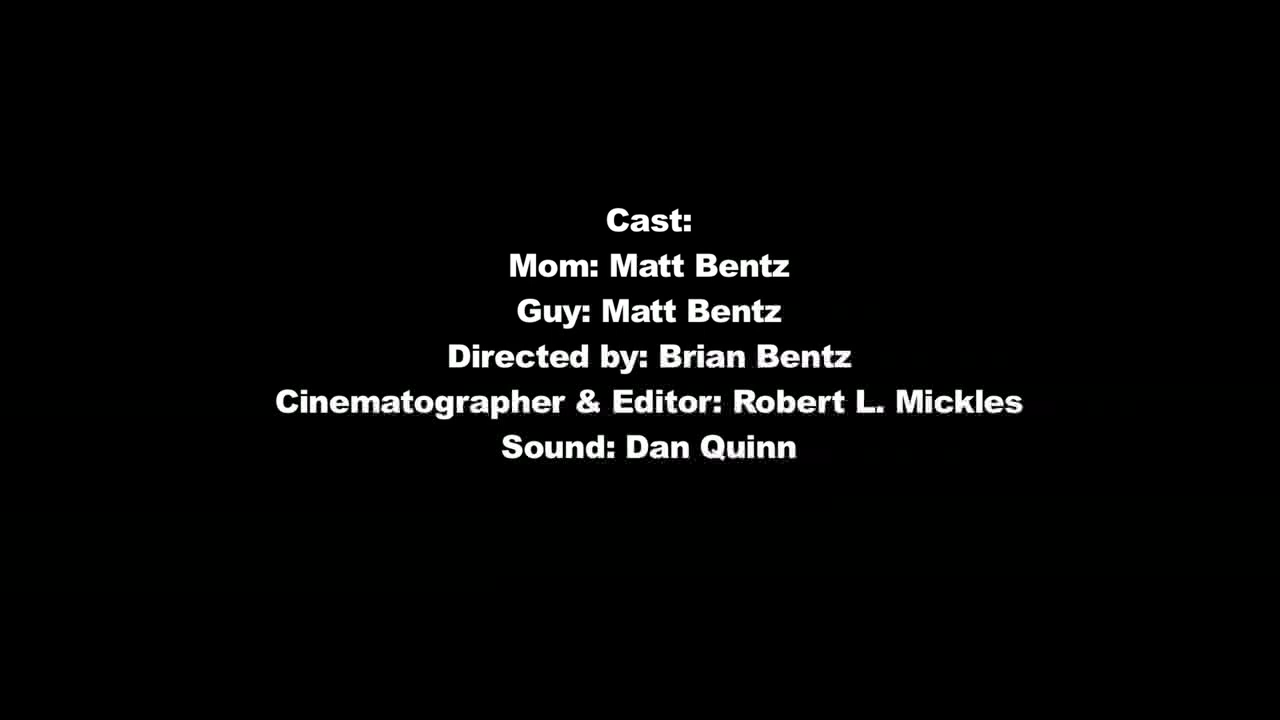 Cast:
Mom: Matt Bentz
Guy: Matt Bentz
Directed by: Brian Bentz
Cinematographer & Editor: Robert L. Mickles
Sound: Dan Quinn